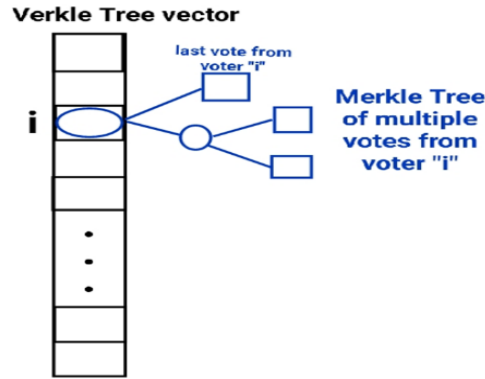 Verkle Tree vector
last vote from
voter "i"
i
Merkle Tree
of multiple
votes from
voter "i"